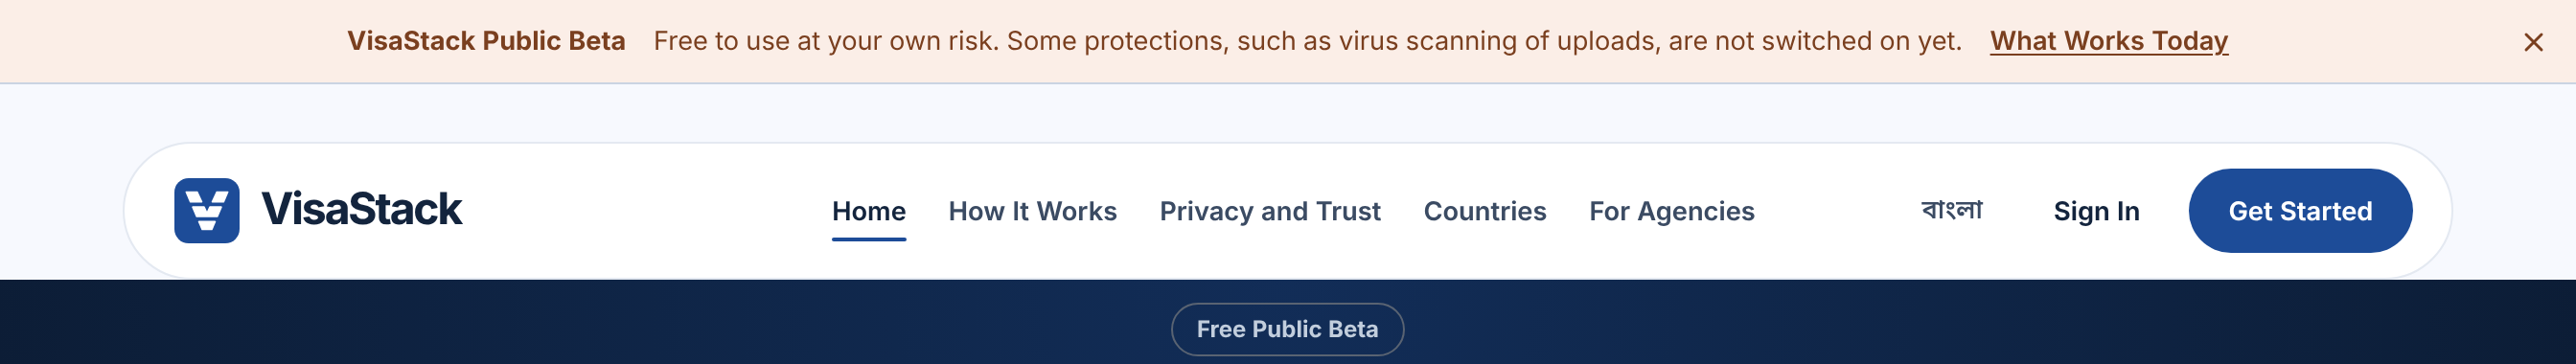 VisaStack Public Beta Free to use at your own risk. Some protections, such as virus scanning of uploads, are not switched on yet. What Works Today
VisaStack Home How It Works Privacy and Trust Countries For Agencies বাংলা Sign In Get Started
Free Public Beta